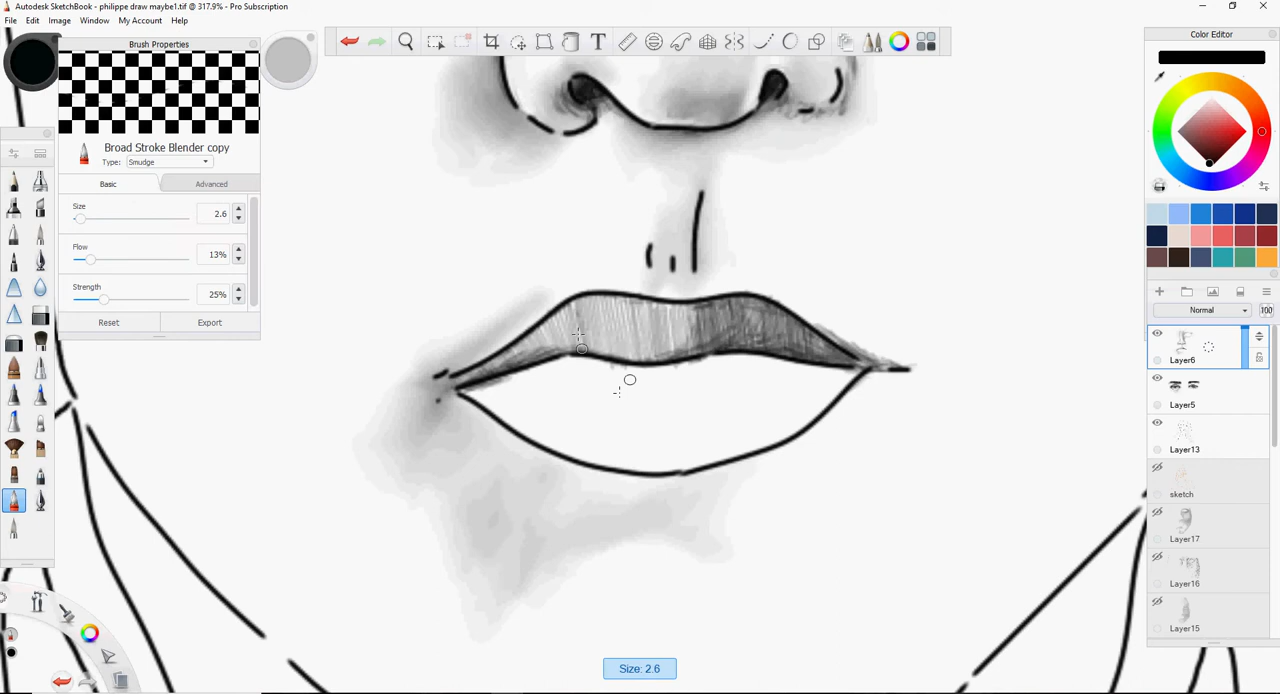 Autodesk SketchBook - philippe draw maybe1.tif @ 317.9% - Pro Subscription
File Edit Image Window My Account Help
Brush Properties
Broad Stroke Blender copy
Type: Smudge
Basic Advanced
Size
2.6
Flow
13%
Strength
25%
Reset Export
T
Color Editor
Normal 100
Layer6
Layer5
Layer13
sketch
Layer17
Layer16
Layer15
Size: 2.6